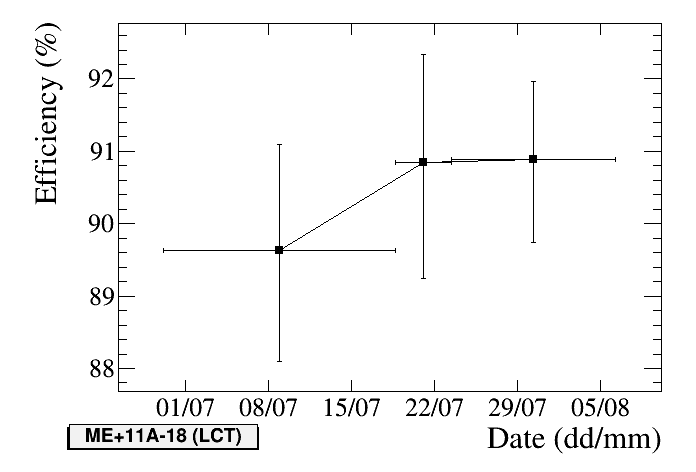 Efficiency (%)
92
91
90
89
88
01/07 08/07 15/07 22/07 29/07 05/08
ME+11A-18 (LCT)
Date (dd/mm)